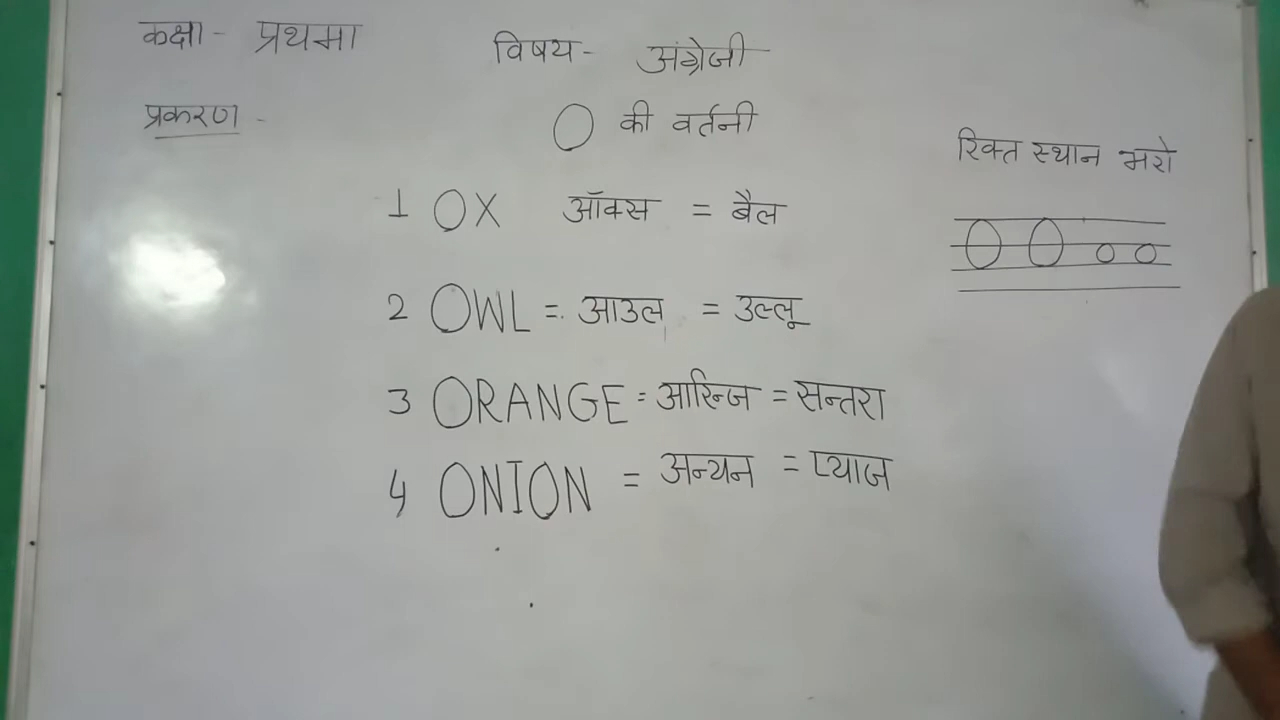 कक्षा - प्रथमा
विषय - अंग्रेजी
प्रकरण -
O की वर्तनी
1 OX ऑक्स = बैल
2 OWL = आउल = उल्लू
3 ORANGE = आरिन्ज = सन्तरा
4 ONION = अन्यन = प्याज
रिक्त स्थान भरो
O O o o